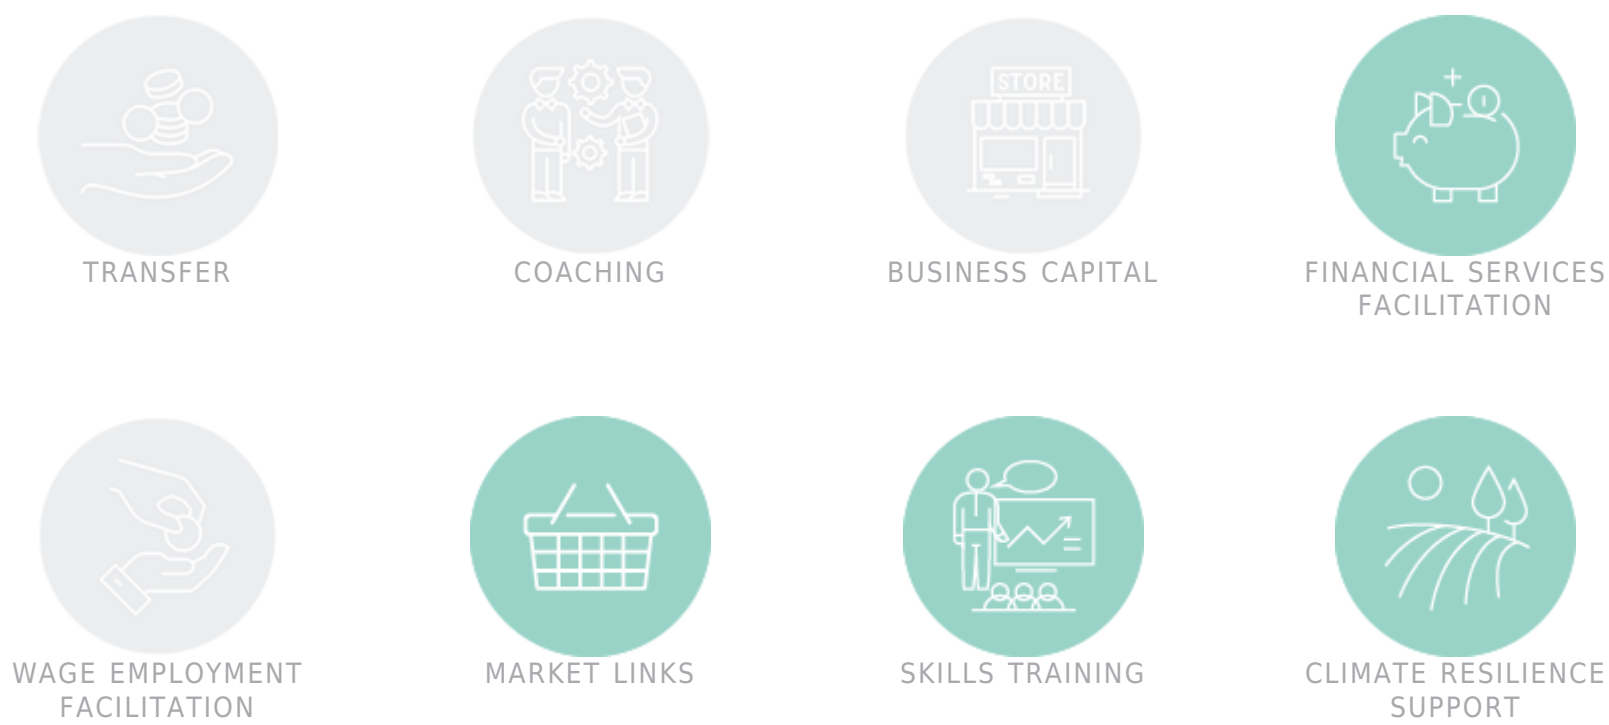 STORE
TRANSFER
COACHING
BUSINESS CAPITAL
FINANCIAL SERVICES
FACILITATION
WAGE EMPLOYMENT
FACILITATION
MARKET LINKS
SKILLS TRAINING
CLIMATE RESILIENCE
SUPPORT